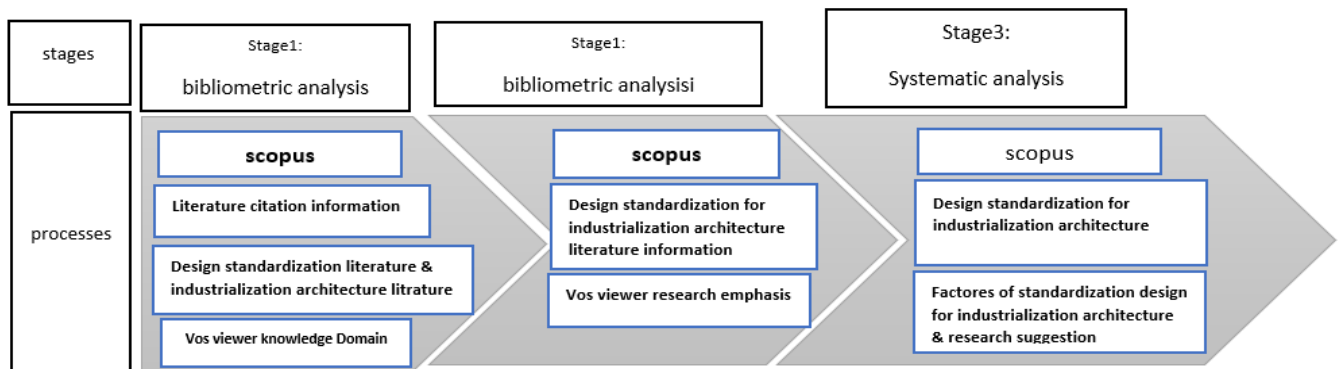 stages
Stage1:
bibliometric analysis
Stage1:
bibliometric analysisi
Stage3:
Systematic analysis
processes
scopus
Literature citation information
Design standardization literature &
industrialization architecture litrature
Vos viewer knowledge Domain
scopus
Design standardization for
industrialization architecture
literature information
Vos viewer research emphasis
scopus
Design standardization for
industrialization architecture
Factores of standardization design
for industrialization architecture
& research suggestion